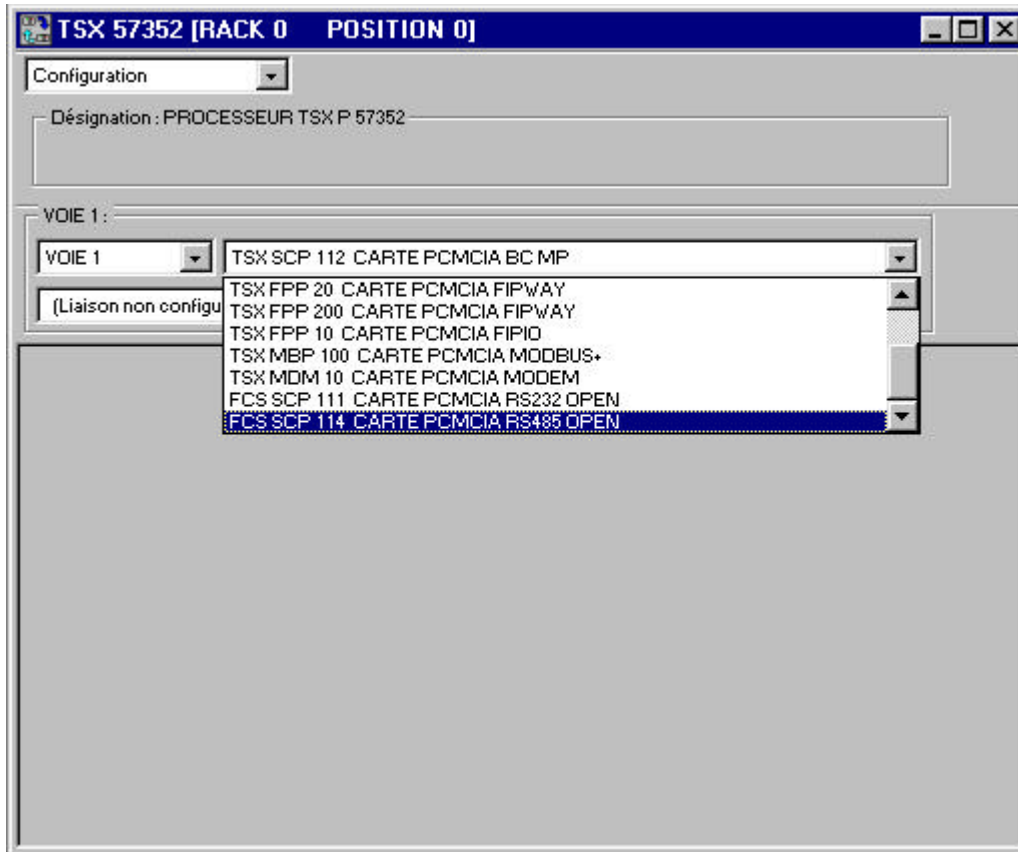 TSX 57352 [RACK 0 POSITION 0]
Configuration
Désignation : PROCESSEUR TSX P 57352
VOIE 1 :
VOIE 1
TSX SCP 112 CARTE PCMCIA BC MP
(Liaison non configu
TSX FPP 20 CARTE PCMCIA FIPWAY
TSX FPP 200 CARTE PCMCIA FIPWAY
TSX FPP 10 CARTE PCMCIA FIPIO
TSX MBP 100 CARTE PCMCIA MODBUS+
TSX MDM 10 CARTE PCMCIA MODEM
FCS SCP 111 CARTE PCMCIA RS232 OPEN
FCS SCP 114 CARTE PCMCIA RS485 OPEN